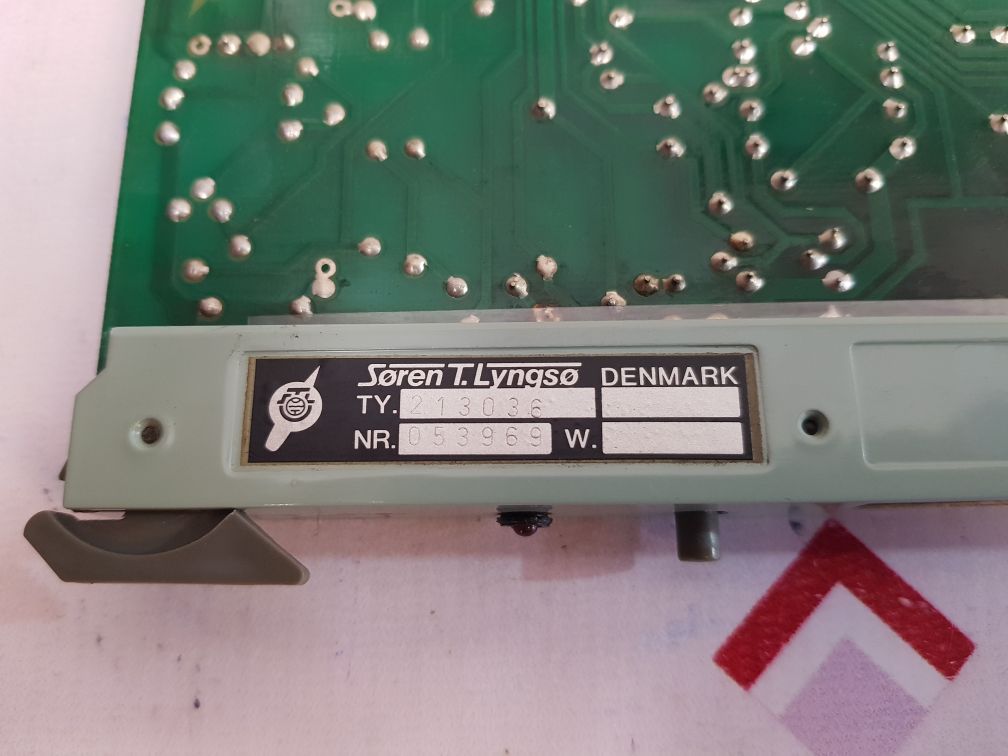 Søren T. Lyngsø DENMARK
TY. 213036
NR. 053969 W.